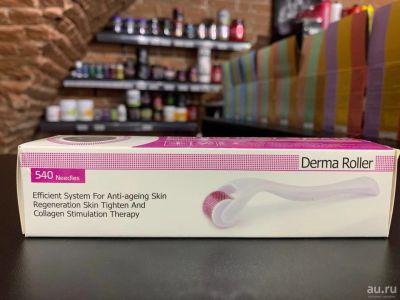 Derma Roller
540 Needles
Efficient System For Anti-ageing Skin
Regeneration Skin Tighten And
Collagen Stimulation Therapy
au.ru